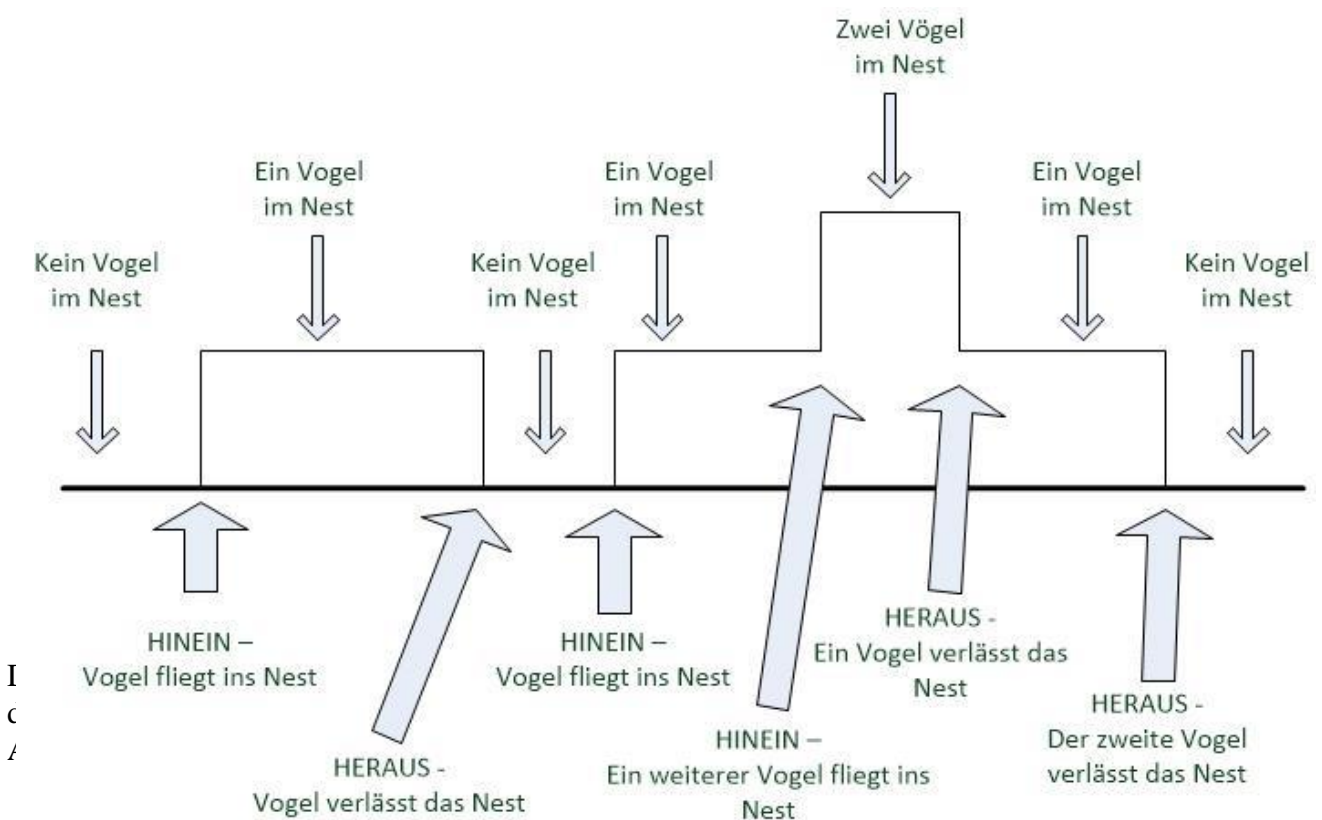 Zwei Vögel
im Nest
Ein Vogel
im Nest
Ein Vogel
im Nest
Ein Vogel
im Nest
Kein Vogel
im Nest
Kein Vogel
im Nest
Kein Vogel
im Nest
HINEIN –
Vogel fliegt ins Nest
HERAUS -
Vogel verlässt das Nest
HINEIN –
Vogel fliegt ins Nest
HINEIN –
Ein weiterer Vogel fliegt ins
Nest
HERAUS -
Ein Vogel verlässt das
Nest
HERAUS -
Der zweite Vogel
verlässt das Nest